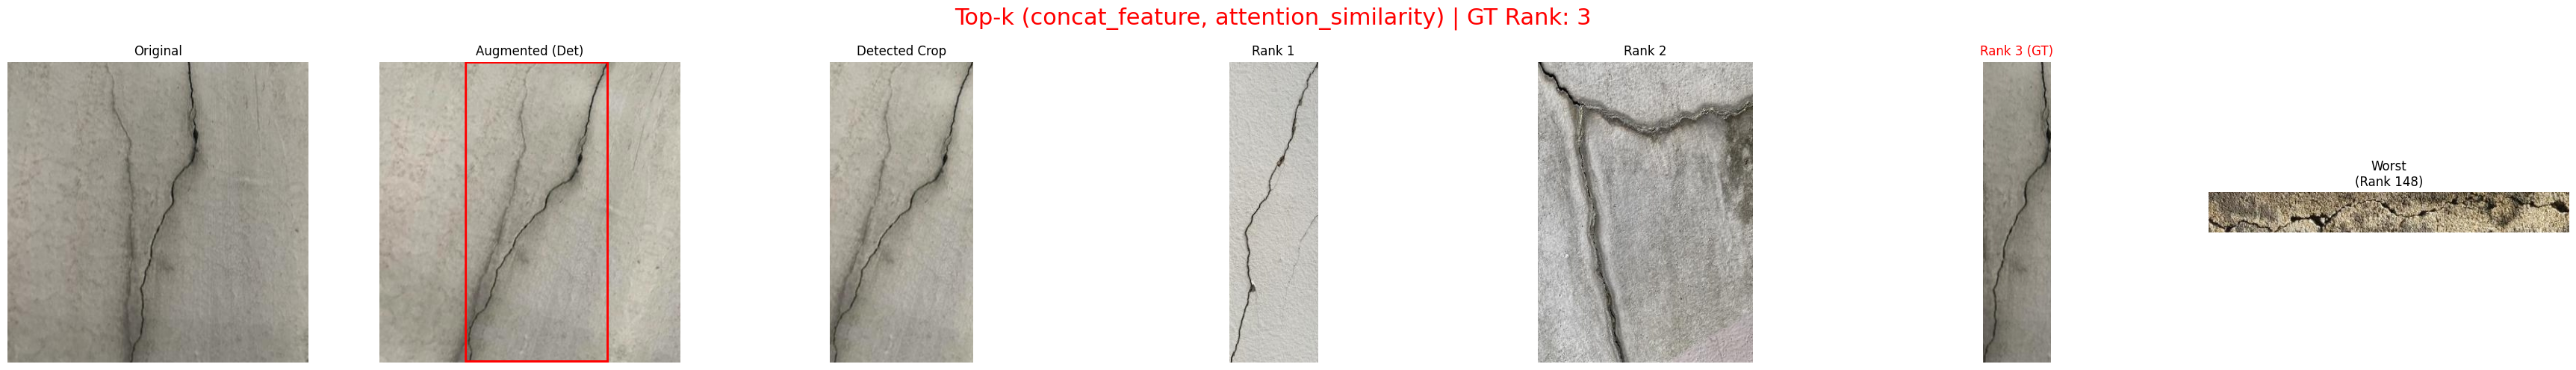 Top-k (concat_feature, attention_similarity) | GT Rank: 3
Original
Augmented (Det)
Detected Crop
Rank 1
Rank 2
Rank 3 (GT)
Worst
(Rank 148)